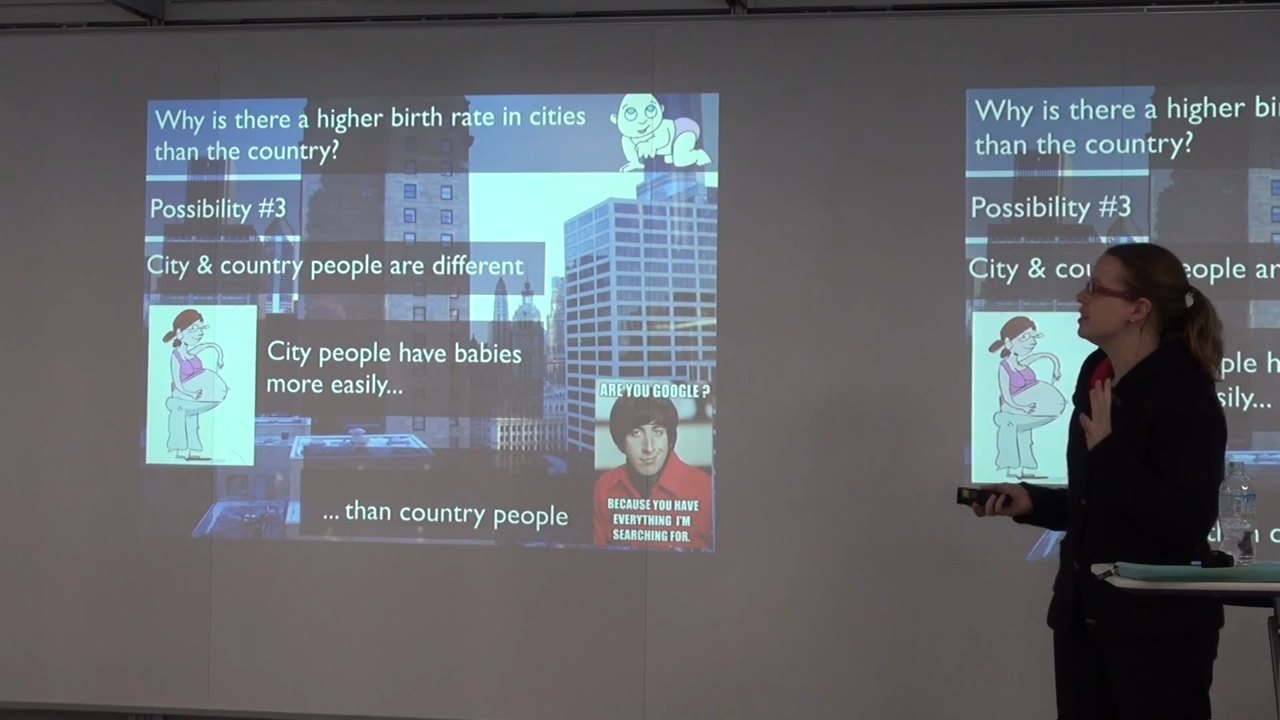 Why is there a higher birth rate in cities
than the country?
Possibility #3
City & country people are different
City people have babies
more easily...
ARE YOU GOOGLE ?
BECAUSE YOU HAVE
EVERYTHING I'M
SEARCHING FOR.
... than country people
Why is there a higher bi
than the country?
Possibility #3
City & cou eople ar
ple h
sily...
n c